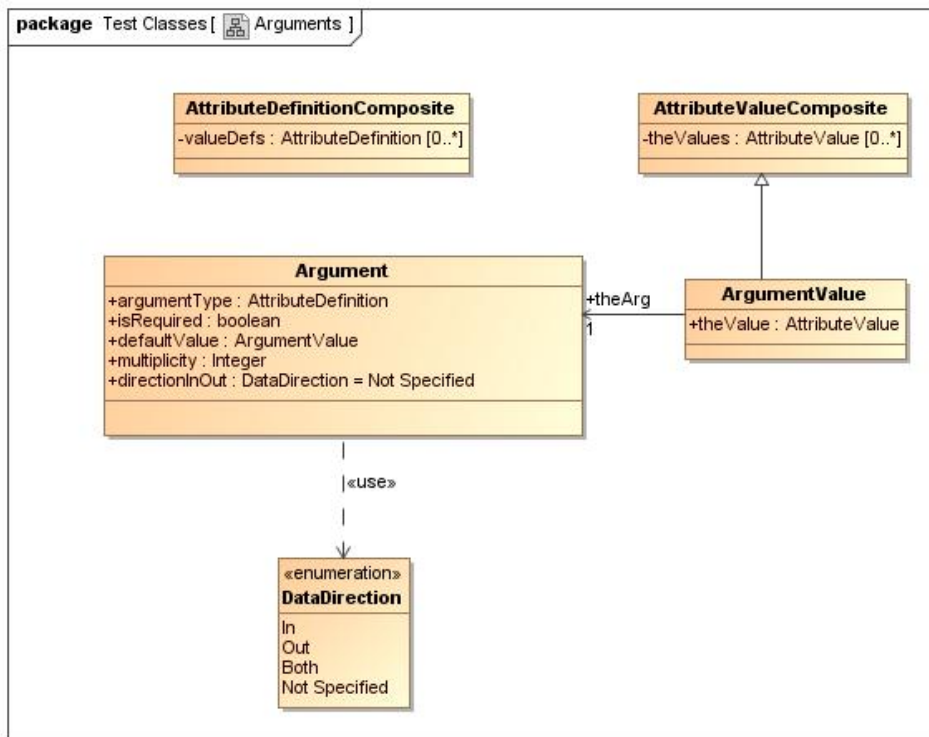 package Test Classes [ Arguments ]
AttributeDefinitionComposite
-valueDefs : AttributeDefinition [0..*]
AttributeValueComposite
-theValues : AttributeValue [0..*]
Argument
+argumentType : AttributeDefinition
+isRequired : boolean
+defaultValue : ArgumentValue
+multiplicity : Integer
+directionInOut : DataDirection = Not Specified
+theArg
1
ArgumentValue
+theValue : AttributeValue
«use»
«enumeration»
DataDirection
In
Out
Both
Not Specified